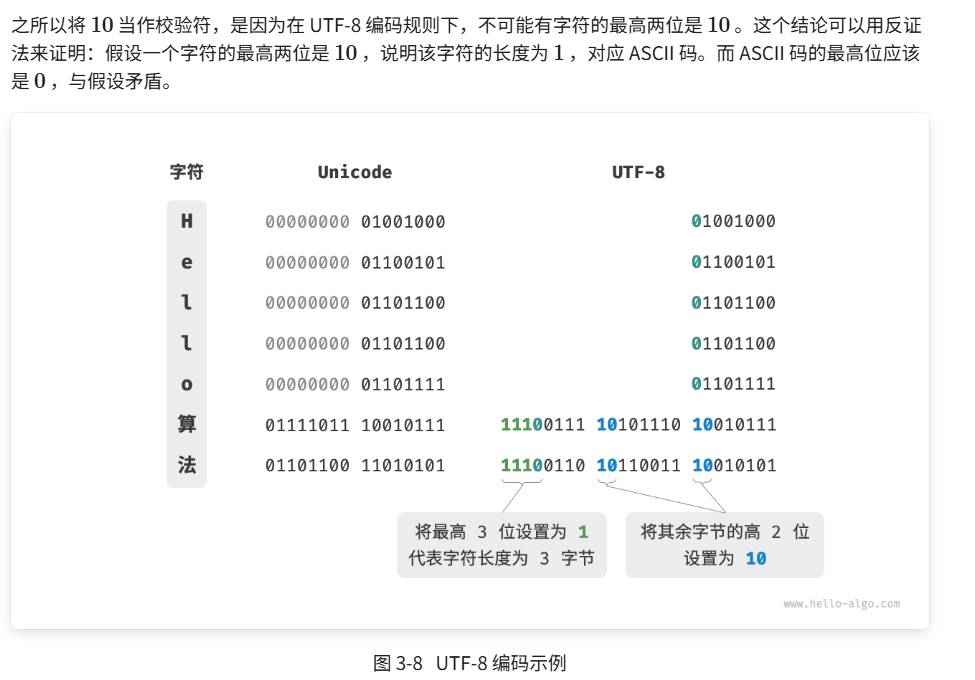 之所以将 10 当作校验符，是因为在 UTF-8 编码规则下，不可能有字符的最高两位是 10 。这个结论可以用反证
法来证明：假设一个字符的最高两位是 10 ，说明该字符的长度为 1 ，对应 ASCII 码。而 ASCII 码的最高位应该
是 0 ，与假设矛盾。
字符 Unicode UTF-8
H 00000000 01001000 01001000
e 00000000 01100101 01100101
l 00000000 01101100 01101100
l 00000000 01101100 01101100
o 00000000 01101111 01101111
算 01111011 10010111 11100111 10101110 10010111
法 01101100 11010101 11100110 10110011 10010101
将最高 3 位设置为 1
代表字符长度为 3 字节
将其余字节的高 2 位
设置为 10
www.hello-algo.com
图 3-8 UTF-8 编码示例